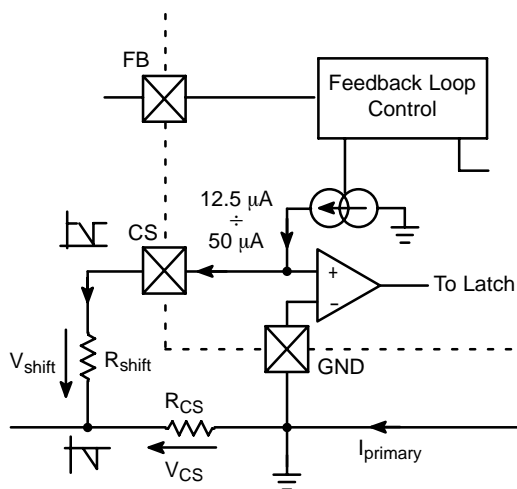 FB
Feedback Loop
Control
12.5 μA
÷
50 μA
CS
+
−
To Latch
GND
Vshift
Rshift
RCS
VCS
Iprimary